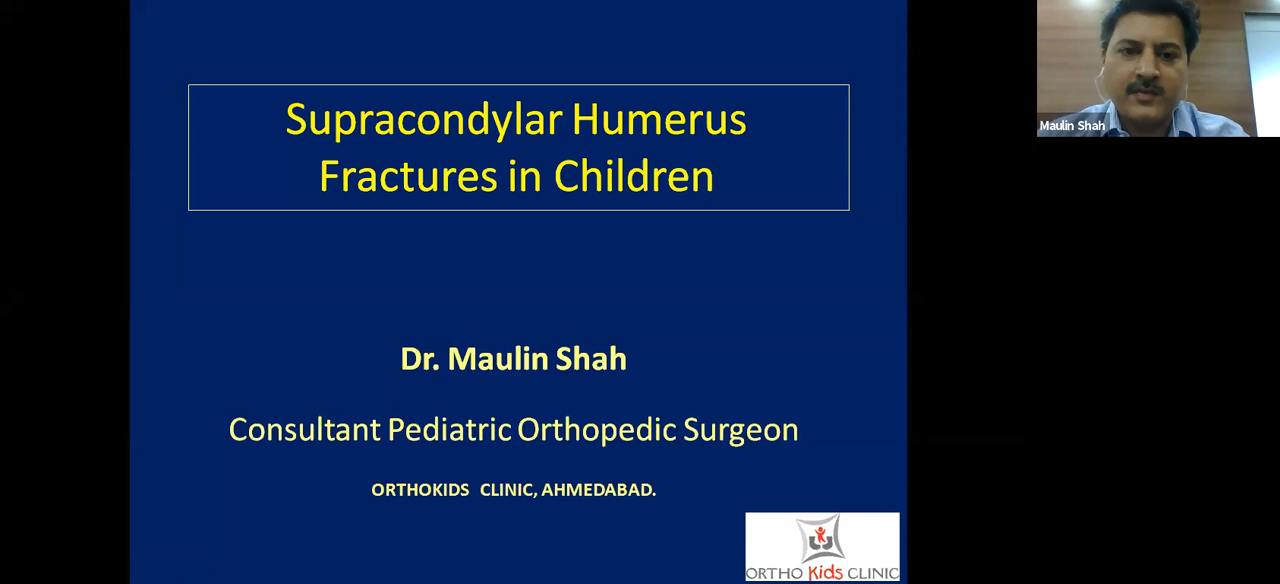 Supracondylar Humerus
Fractures in Children
Maulin Shah
Dr. Maulin Shah
Consultant Pediatric Orthopedic Surgeon
ORTHOKIDS CLINIC, AHMEDABAD.
ORTHO Kids CLINIC